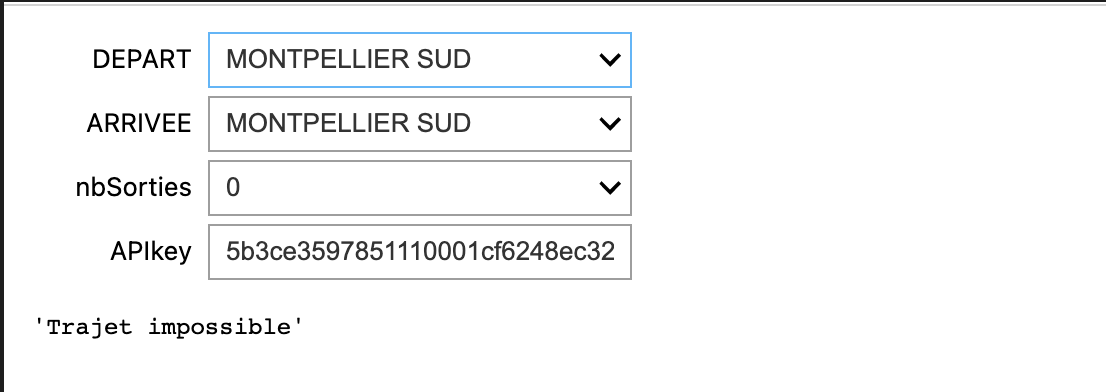 DEPART MONTPELLIER SUD
ARRIVEE MONTPELLIER SUD
nbSorties 0
APIkey 5b3ce3597851110001cf6248ec32
'Trajet impossible'